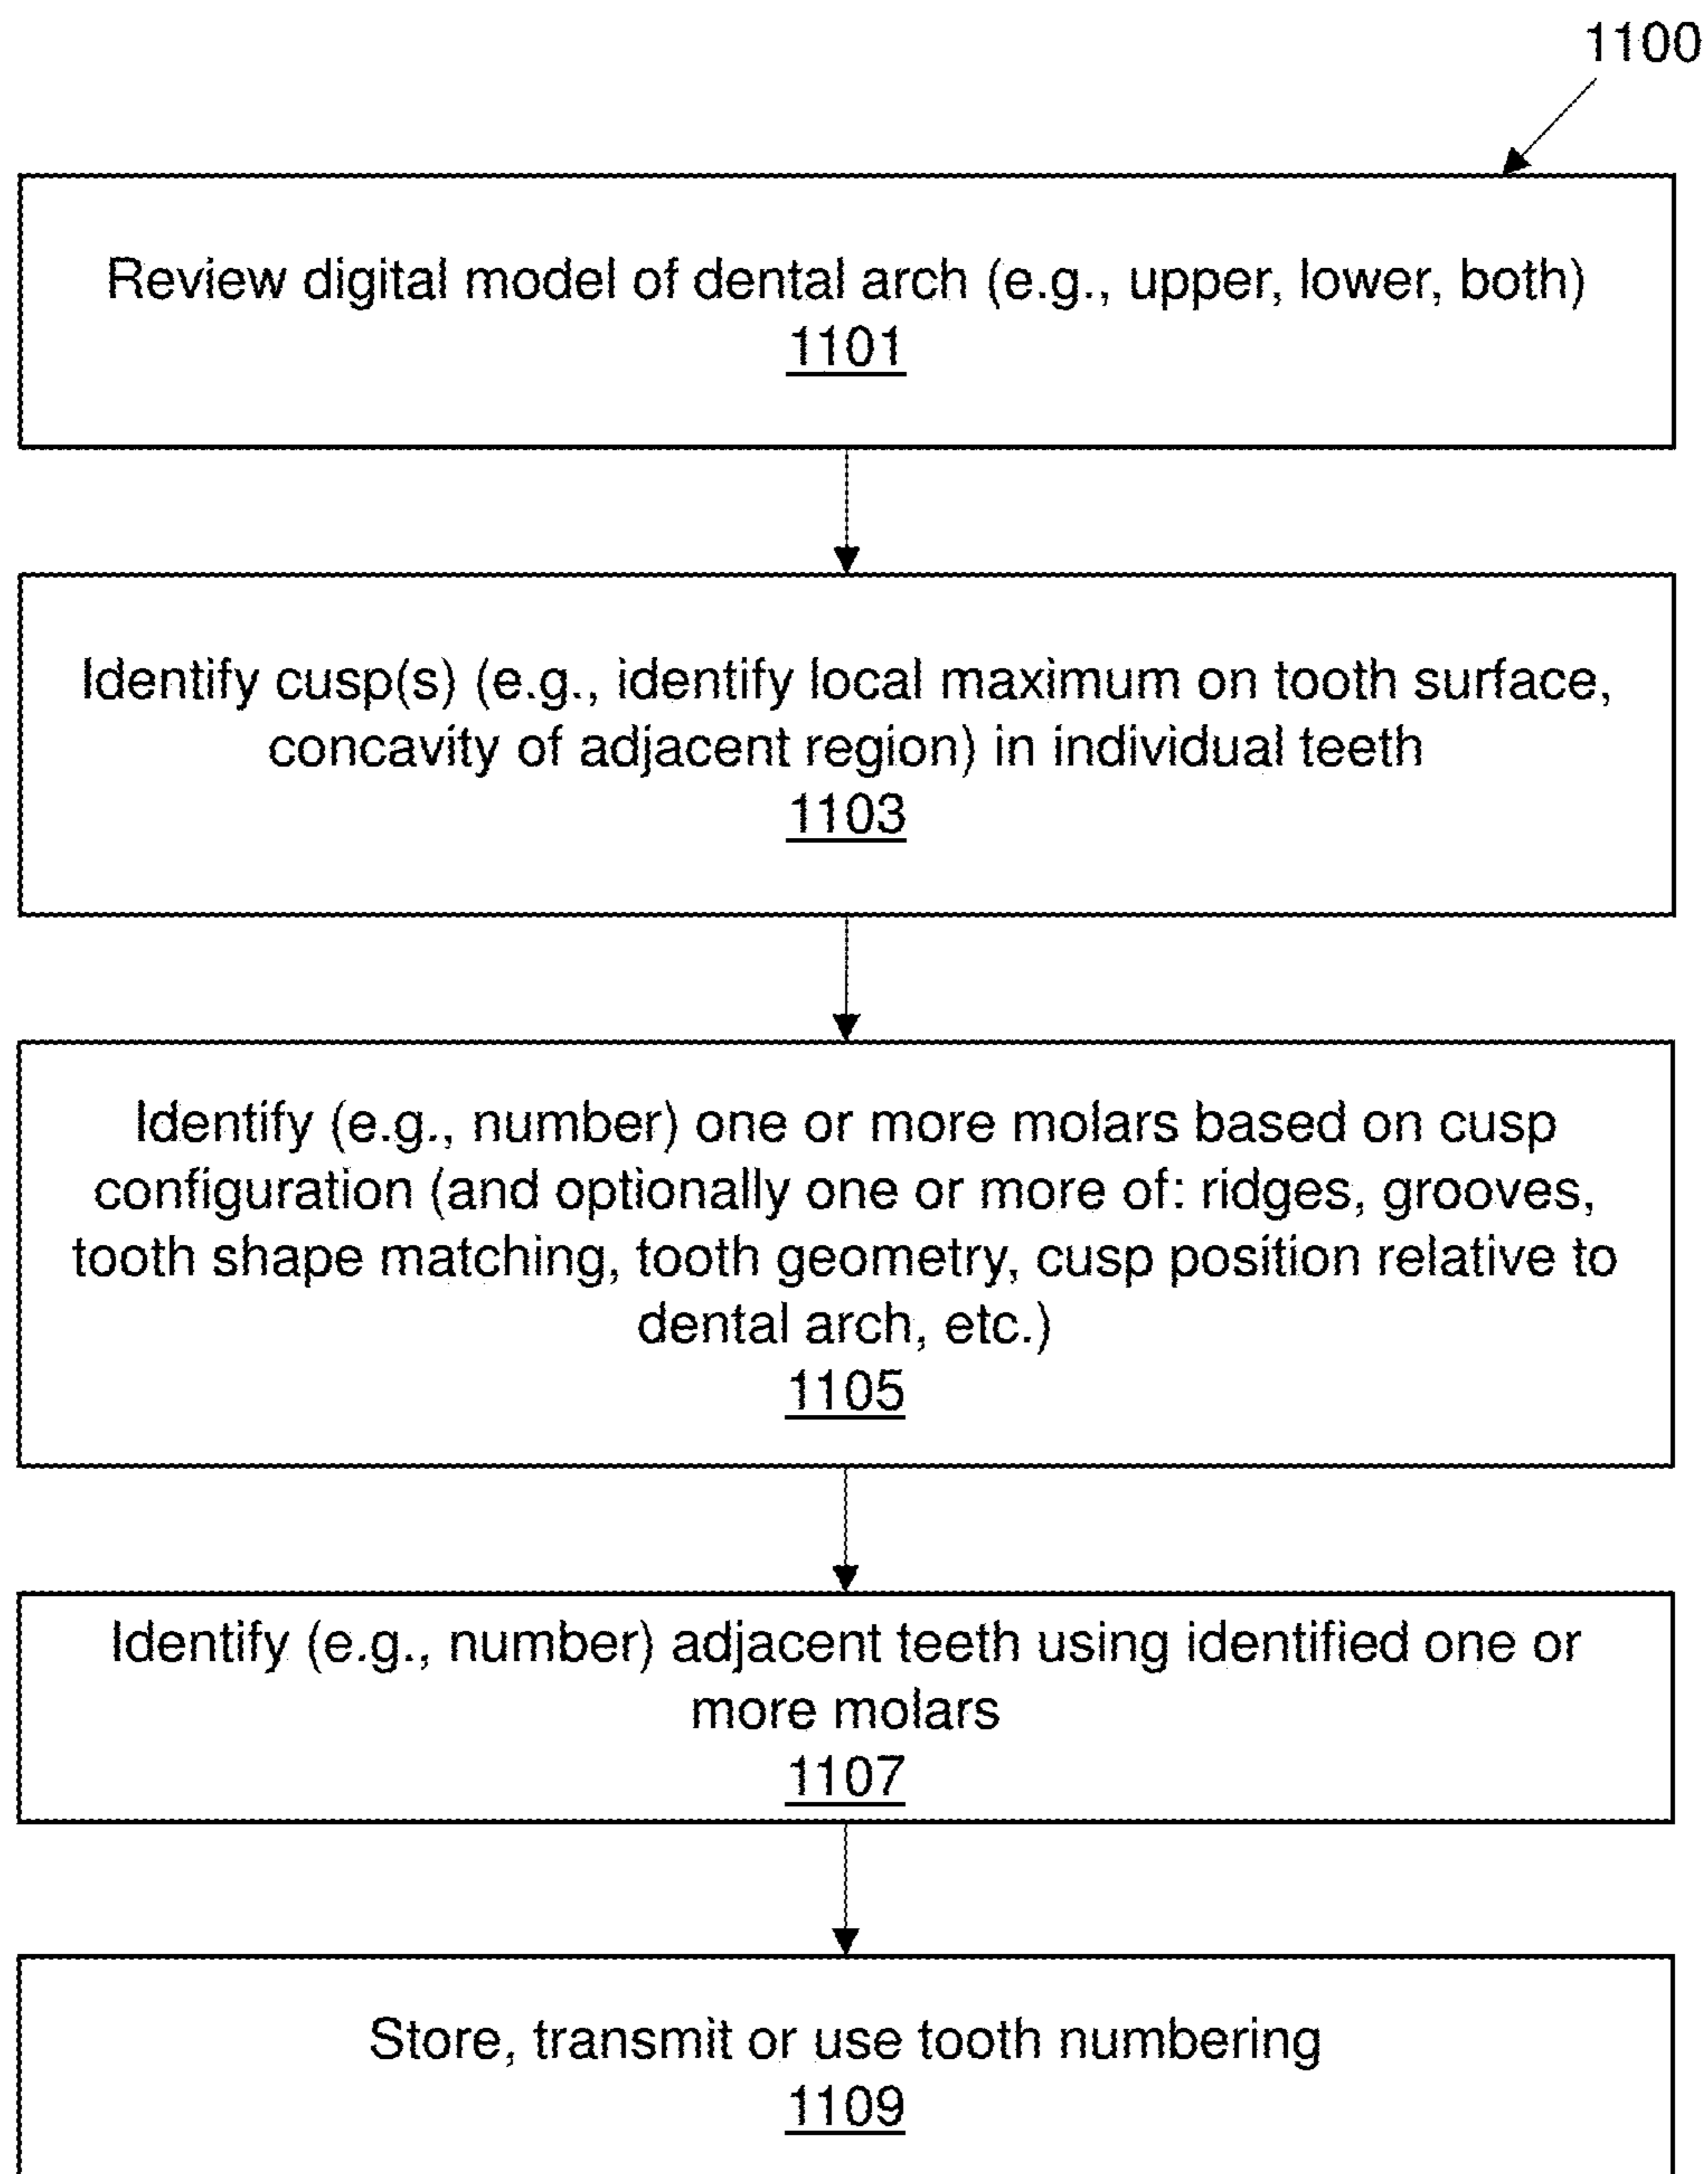 1100
Review digital model of dental arch (e.g., upper, lower, both)
1101
Identify cusp(s) (e.g., identify local maximum on tooth surface,
concavity of adjacent region) in individual teeth
1103
Identify (e.g., number) one or more molars based on cusp
configuration (and optionally one or more of: ridges, grooves,
tooth shape matching, tooth geometry, cusp position relative to
dental arch, etc.)
1105
Identify (e.g., number) adjacent teeth using identified one or
more molars
1107
Store, transmit or use tooth numbering
1109